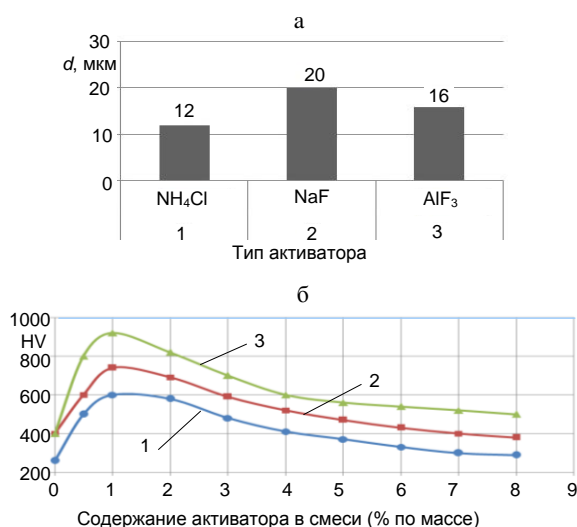 а
30
d, мкм
20
20
16
12
10
0
NH₄Cl NaF AlF₃
1 2 3
Тип активатора
б
1000
HV
800
3
600
2
400
1
200
0 1 2 3 4 5 6 7 8 9
Содержание активатора в смеси (% по массе)